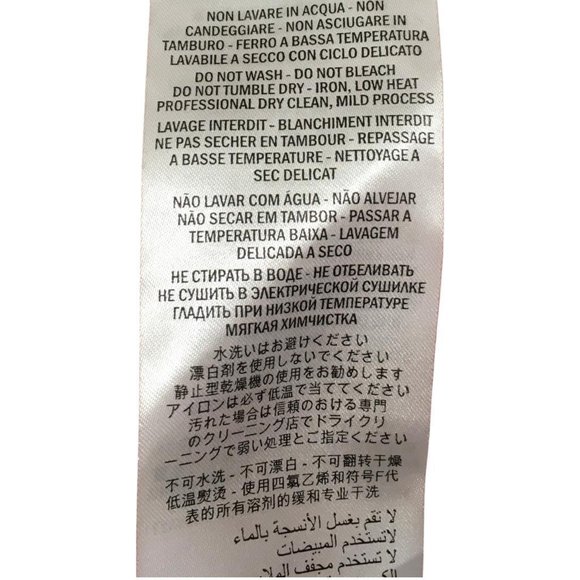 NON LAVARE IN ACQUA - NON
CANDEGGIARE - NON ASCIUGARE IN
TAMBURO - FERRO A BASSA TEMPERATURA
LAVABILE A SECCO CON CICLO DELICATO
DO NOT WASH - DO NOT BLEACH
DO NOT TUMBLE DRY - IRON, LOW HEAT
PROFESSIONAL DRY CLEAN, MILD PROCESS
LAVAGE INTERDIT - BLANCHIMENT INTERDIT
NE PAS SECHER EN TAMBOUR - REPASSAGE
A BASSE TEMPERATURE - NETTOYAGE A
SEC DELICAT
NÃO LAVAR COM ÁGUA - NÃO ALVEJAR
NÃO SECAR EM TAMBOR - PASSAR A
TEMPERATURA BAIXA - LAVAGEM
DELICADA A SECO
НЕ СТИРАТЬ В ВОДЕ - НЕ ОТБЕЛИВАТЬ
НЕ СУШИТЬ В ЭЛЕКТРИЧЕСКОЙ СУШИЛКЕ
ГЛАДИТЬ ПРИ НИЗКОЙ ТЕМПЕРАТУРЕ
МЯГКАЯ ХИМЧИСТКА
水洗いはお避けください
漂白剤を使用しないでください
静止型乾燥機の使用をお勧めします
アイロンは必ず低温で当ててください
汚れた場合は信頼のおける専門
のクリーニング店でドライクリ
ーニングで弱い処理とご指定ください
不可水洗 - 不可漂白 - 不可翻转干燥
低温熨烫 - 使用四氯乙烯和符号F代
表的所有溶剂的缓和专业干洗
لا تقم بغسل الأنسجة بالماء
لاتستخدم المبيضات
لا تستخدم مجفف الملابس